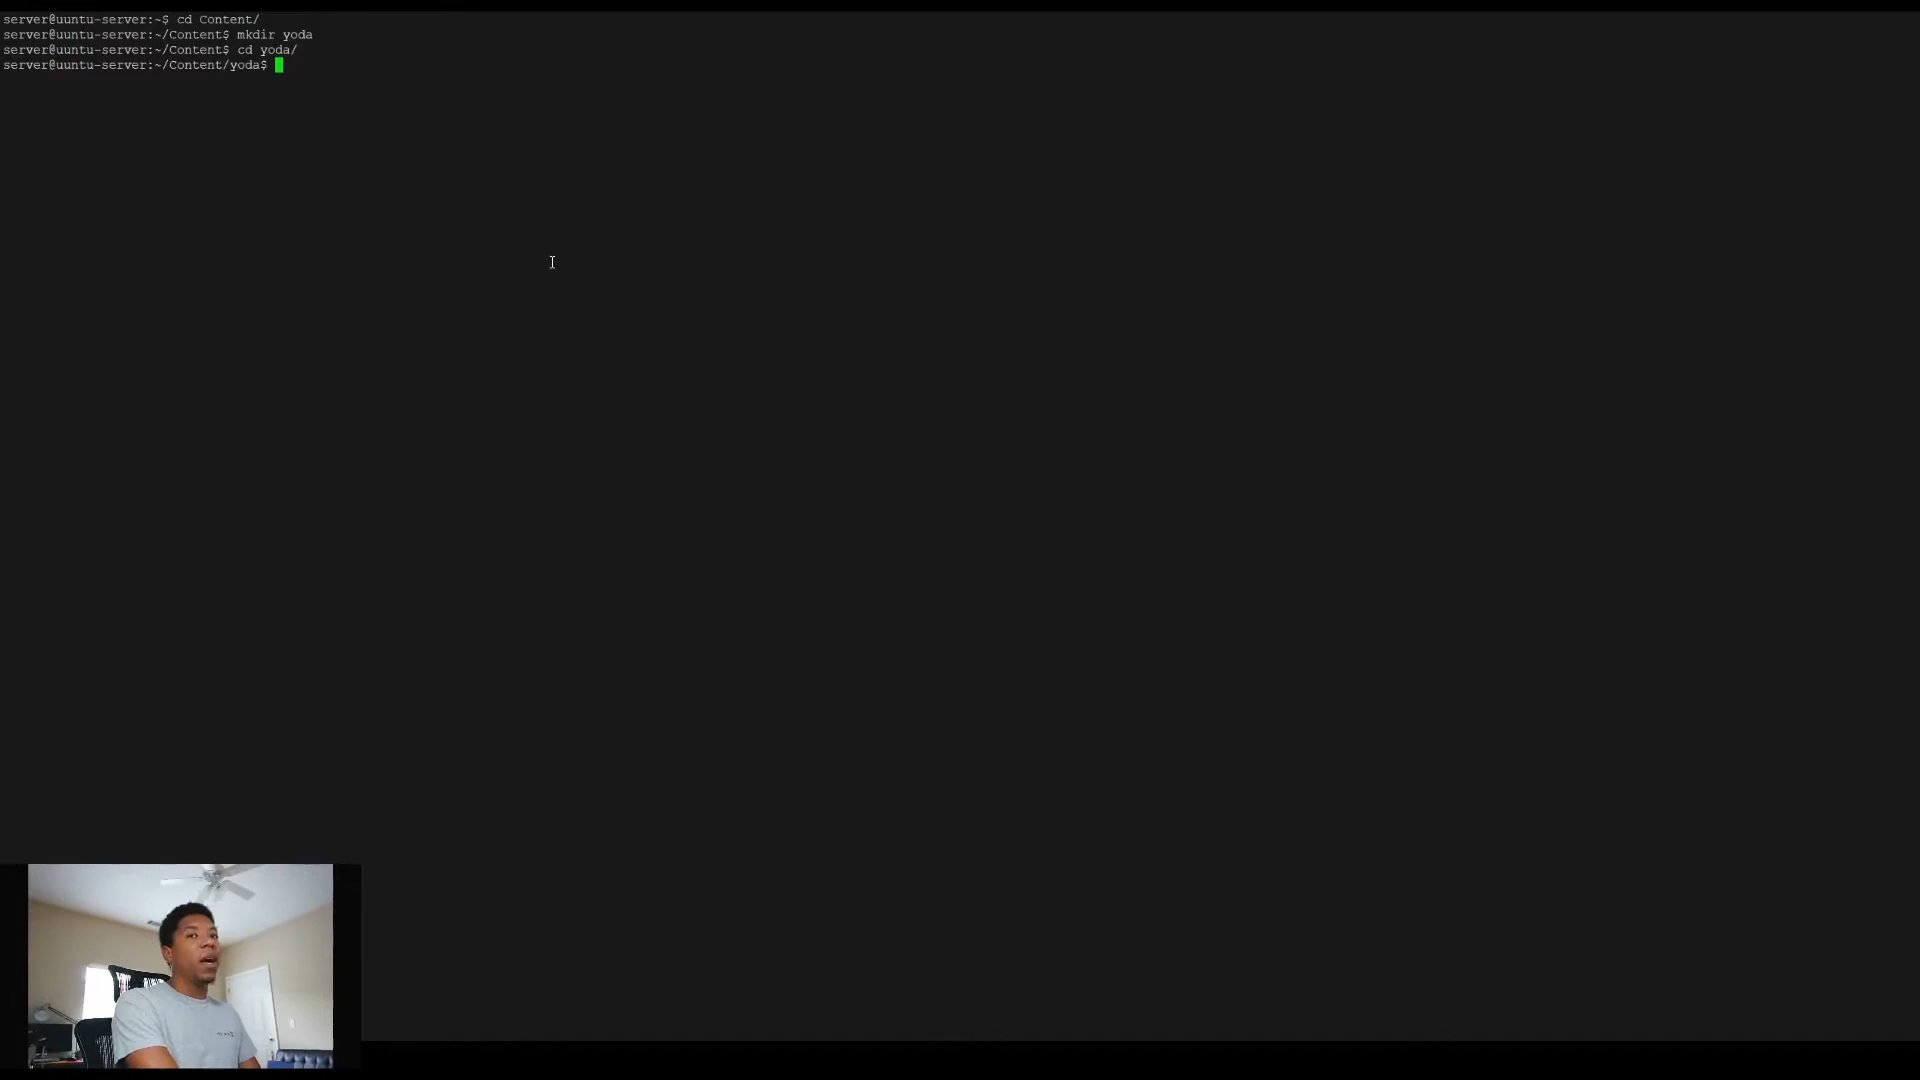 server@uuntu-server:~$ cd Content/
server@uuntu-server:~/Content$ mkdir yoda
server@uuntu-server:~/Content$ cd yoda/
server@uuntu-server:~/Content/yoda$